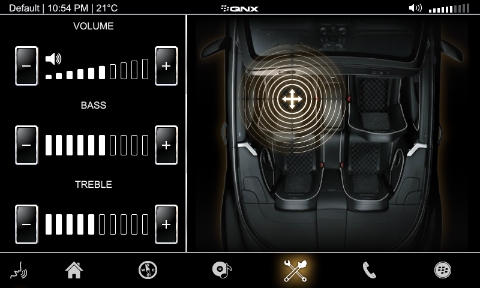 Default | 10:54 PM | 21°C
QNX
VOLUME
BASS
TREBLE